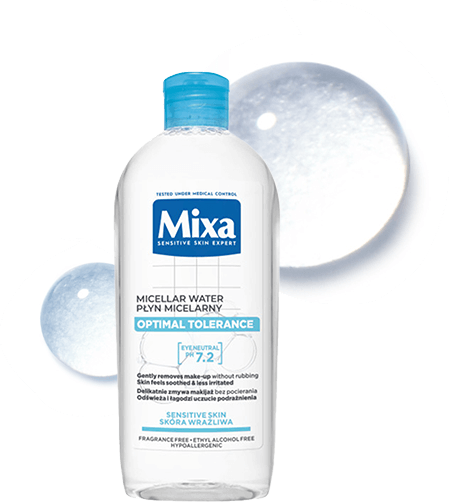 TESTED UNDER MEDICAL CONTROL
Mixa
SENSITIVE SKIN EXPERT
MICELLAR WATER
PŁYN MICELARNY
OPTIMAL TOLERANCE
EYE NEUTRAL
PH 7.2
Gently removes make-up without rubbing
Skin feels soothed & less irritated
Delikatnie zmywa makijaż bez pocierania
Odświeża i łagodzi uczucie podrażnienia
SENSITIVE SKIN
SKÓRA WRAŻLIWA
FRAGRANCE FREE • ETHYL ALCOHOL FREE
HYPOALLERGENIC